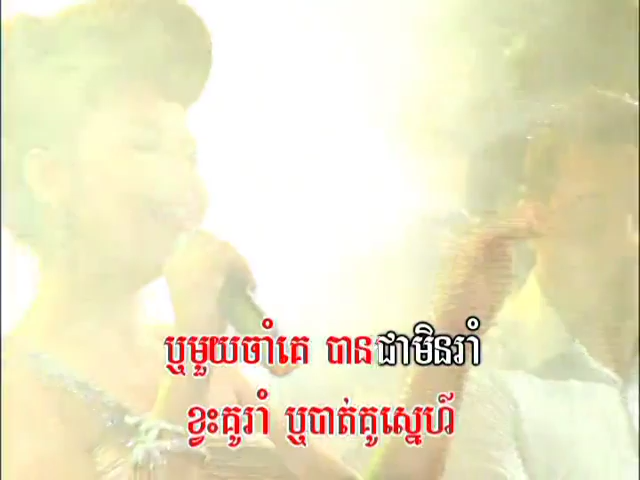 ឬមួយចាំគេ បានជាមិនរាំ
ខ្វះគូរាំ ឬបាត់គូស្នេហ៍